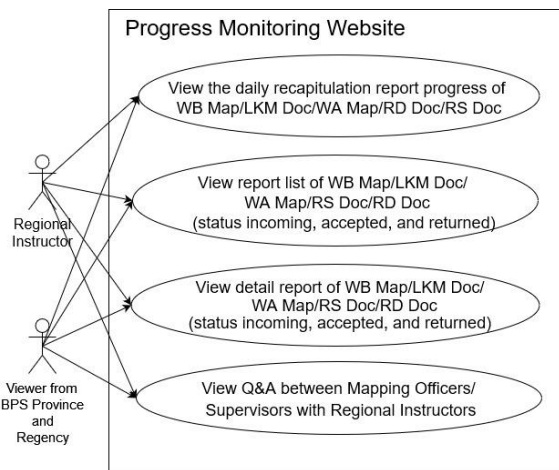 Progress Monitoring Website
View the daily recapitulation report progress of
WB Map/LKM Doc/WA Map/RD Doc/RS Doc
View report list of WB Map/LKM Doc/
WA Map/RS Doc/RD Doc
(status incoming, accepted, and returned)
Regional
Instructor
View detail report of WB Map/LKM Doc/
WA Map/RS Doc/RD Doc
(status incoming, accepted, and returned)
Viewer from
BPS Province
and
Regency
View Q&A between Mapping Officers/
Supervisors with Regional Instructors